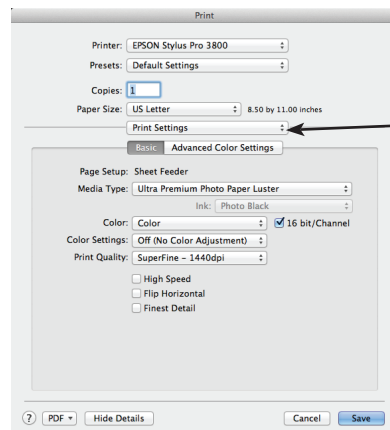 Print
Printer: EPSON Stylus Pro 3800
Presets: Default Settings
Copies: 1
Paper Size: US Letter 8.50 by 11.00 inches
Print Settings
Basic Advanced Color Settings
Page Setup: Sheet Feeder
Media Type: Ultra Premium Photo Paper Luster
Ink: Photo Black
Color: Color 16 bit/Channel
Color Settings: Off (No Color Adjustment)
Print Quality: SuperFine – 1440dpi
High Speed
Flip Horizontal
Finest Detail
? PDF Hide Details Cancel Save